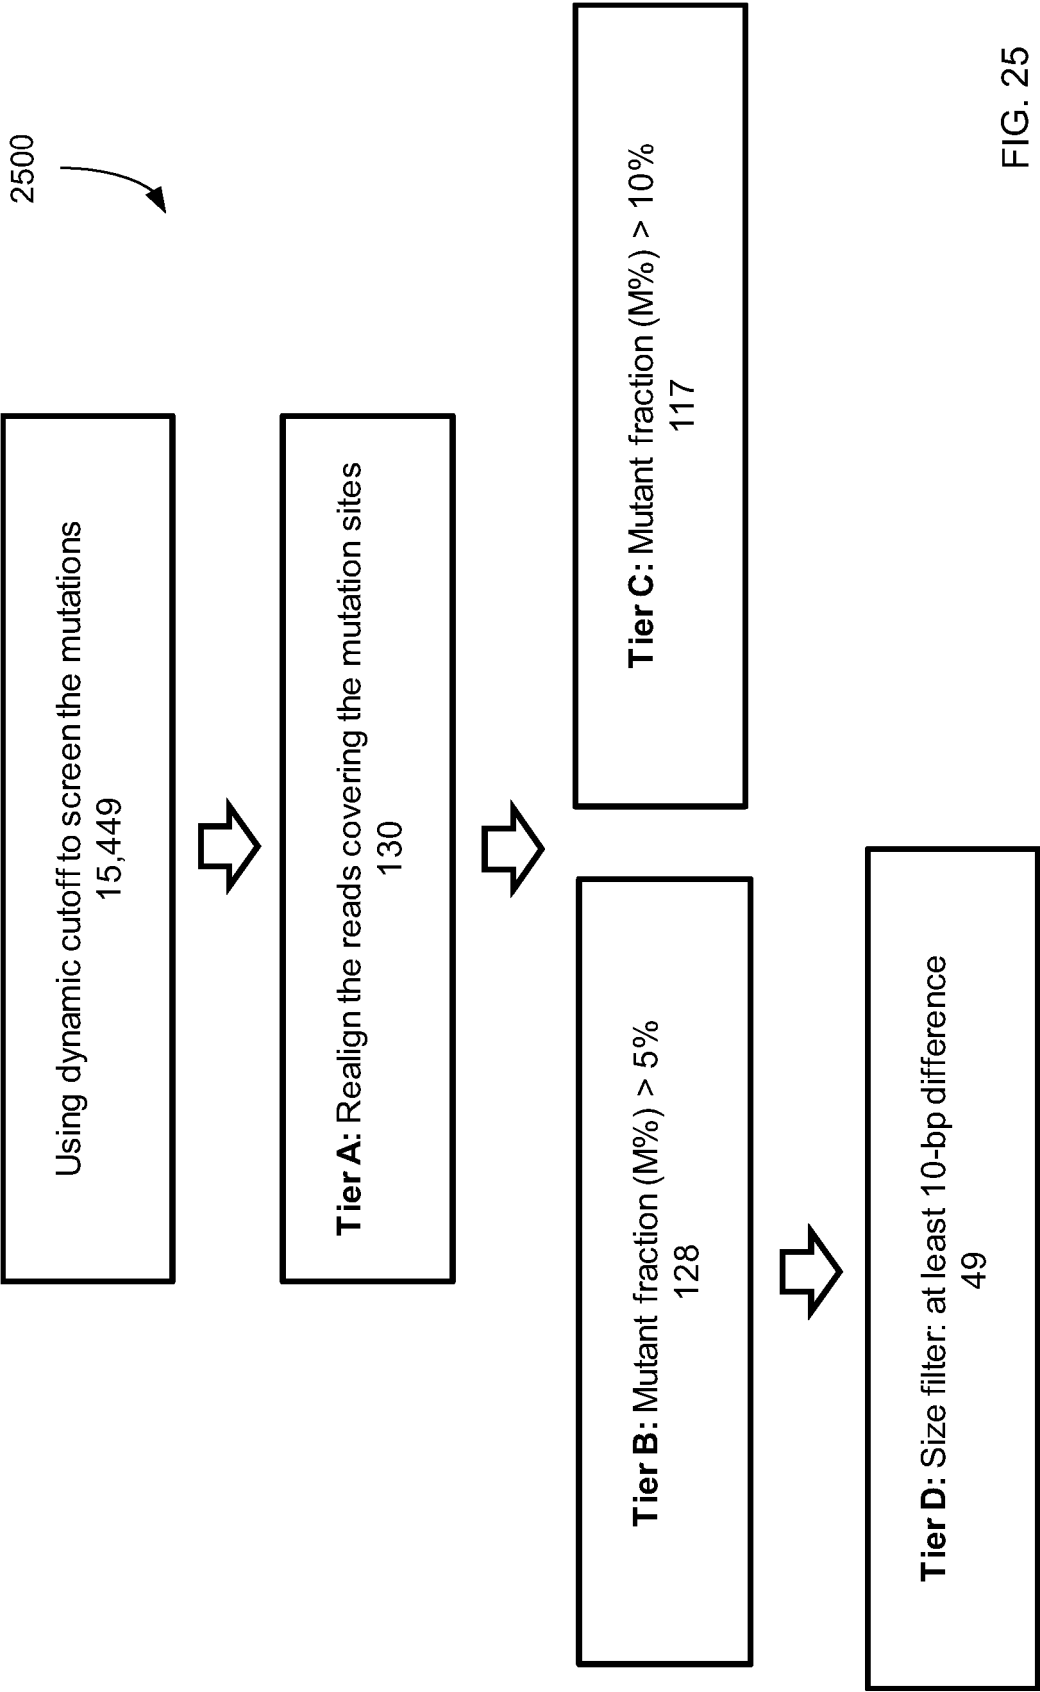 2500
Using dynamic cutoff to screen the mutations
15,449
Tier A: Realign the reads covering the mutation sites
130
Tier B: Mutant fraction (M%) > 5%
128
Tier C: Mutant fraction (M%) > 10%
117
Tier D: Size filter: at least 10-bp difference
49
FIG. 25